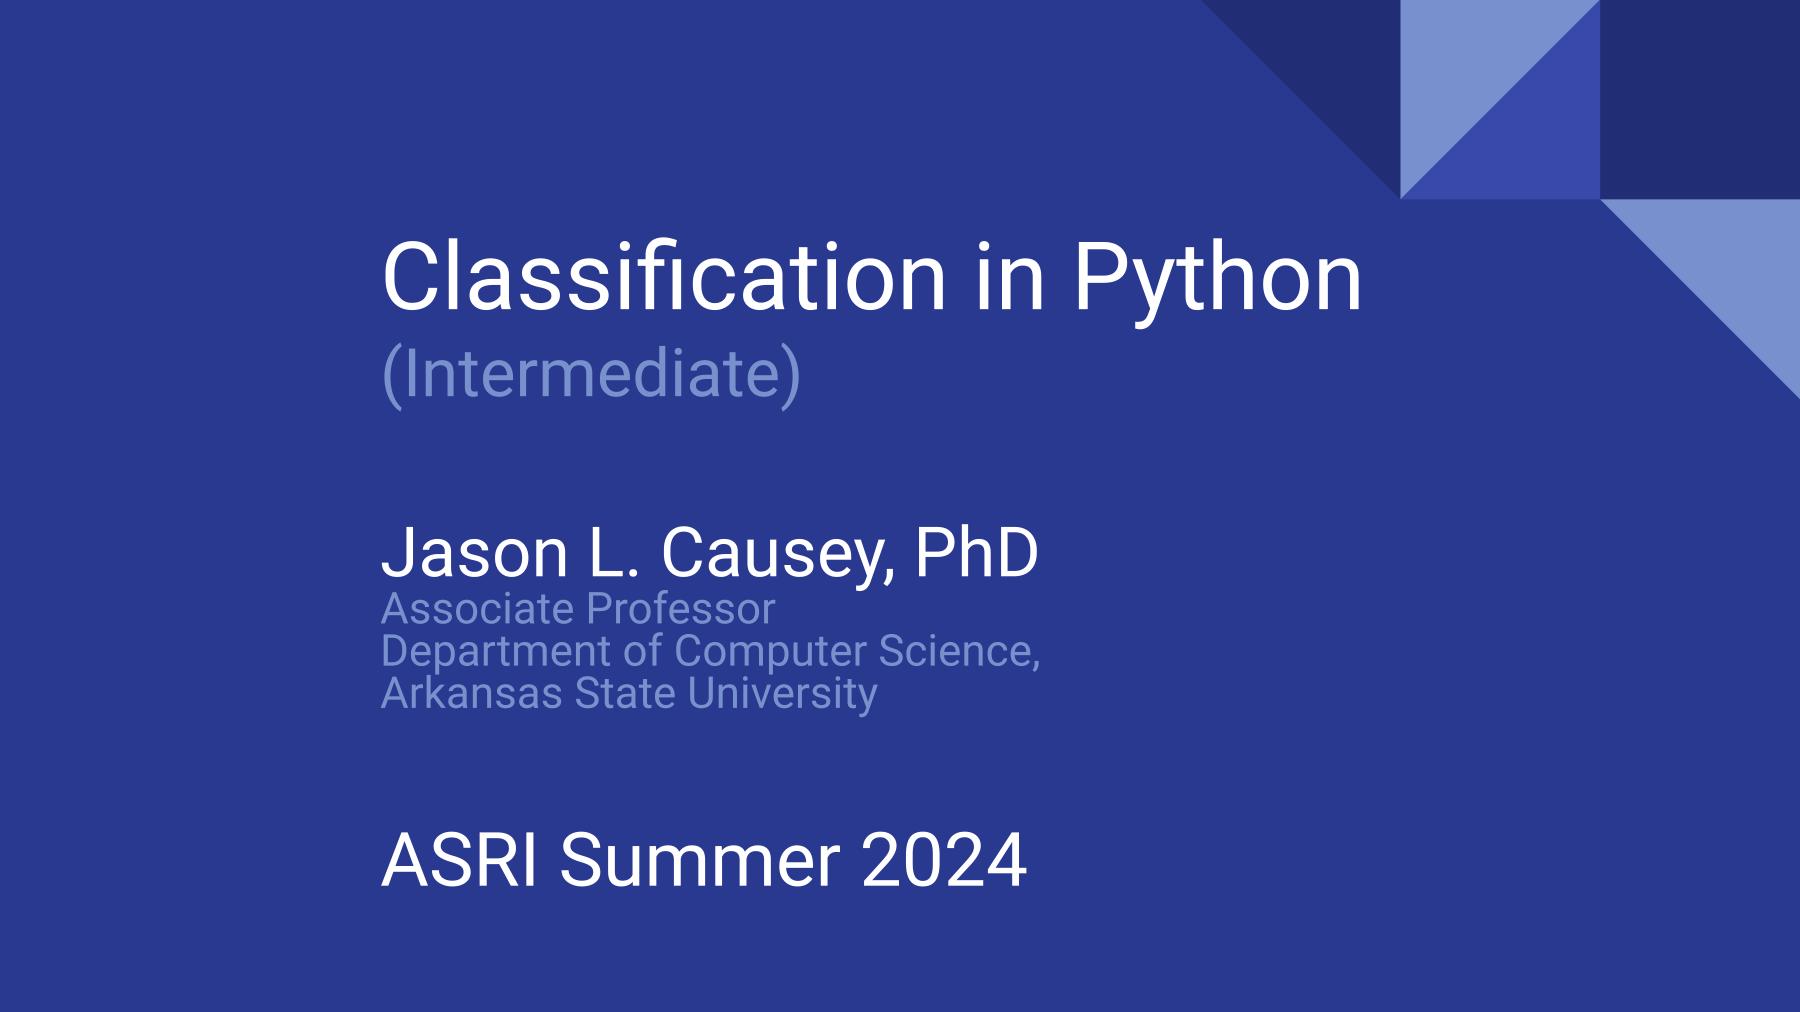 Classification in Python
(Intermediate)
Jason L. Causey, PhD
Associate Professor
Department of Computer Science,
Arkansas State University
ASRI Summer 2024